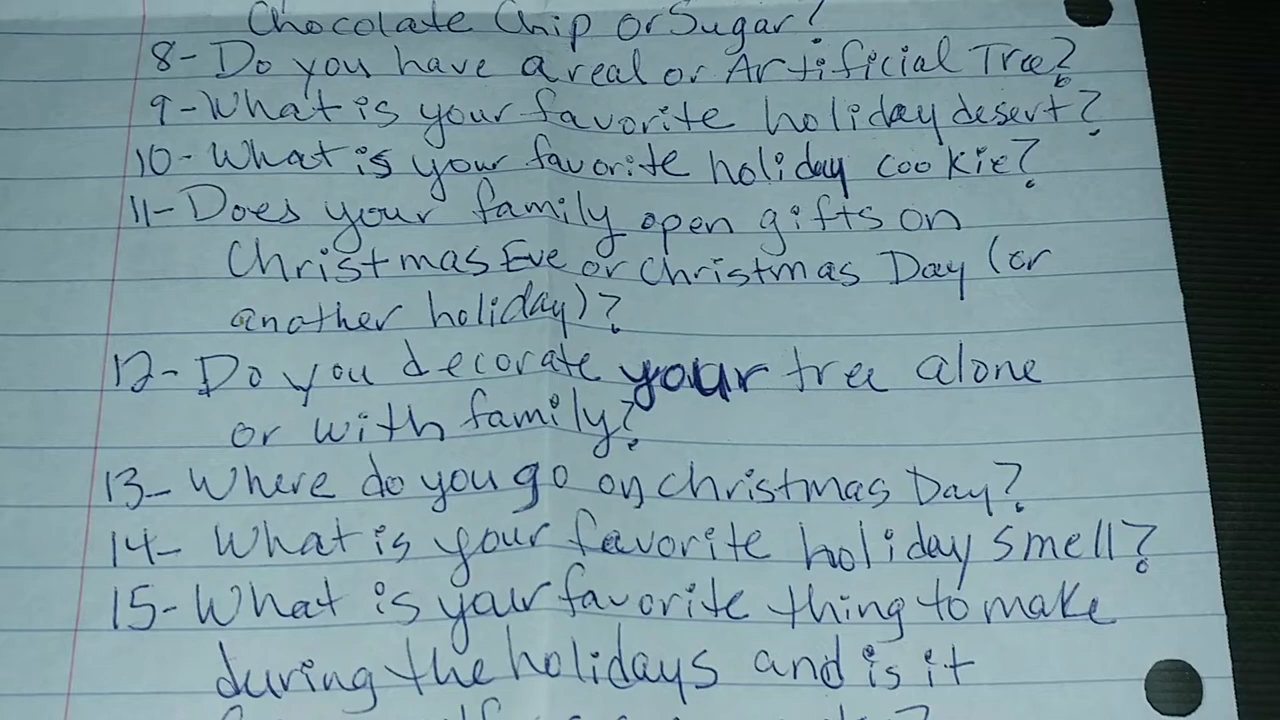 Chocolate Chip or Sugar?
8- Do you have a real or Artificial Tree?
9- What is your favorite holiday desert?
10- What is your favorite holiday cookie?
11- Does your family open gifts on
Christmas Eve or Christmas Day (or
another holiday)?
12- Do you decorate your tree alone
or with family?
13- Where do you go on Christmas Day?
14- What is your favorite holiday smell?
15- What is your favorite thing to make
during the holidays and is it